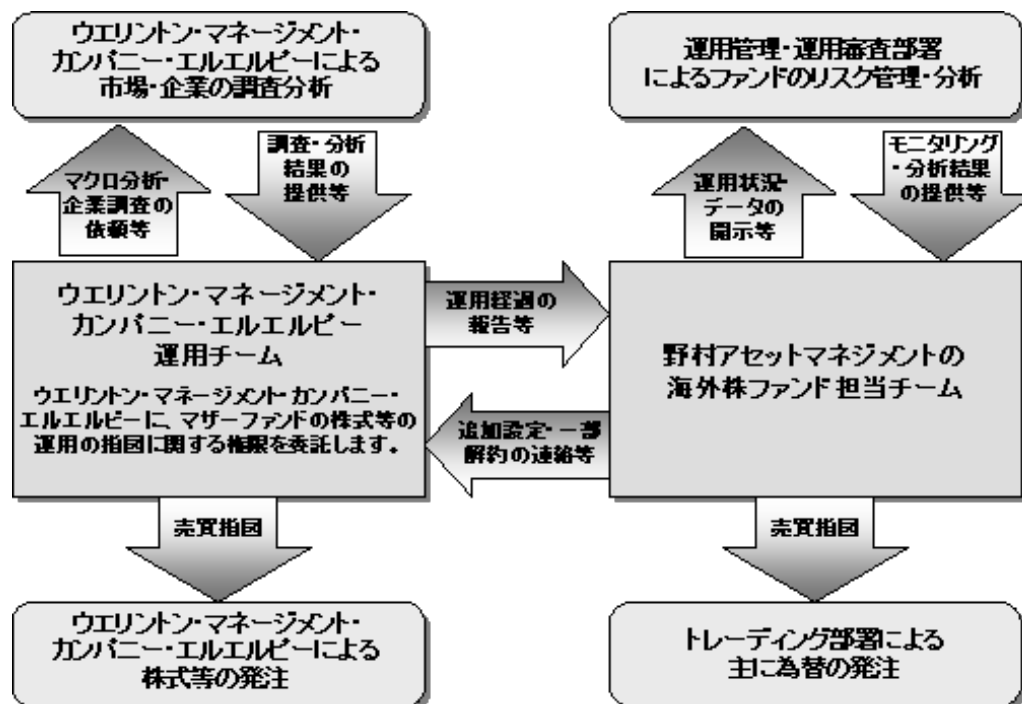 ウエリントン・マネージメント・
カンパニー・エルエルピーによる
市場・企業の調査分析
運用管理・運用審査部署
によるファンドのリスク管理・分析
マクロ分析・
企業調査の
依頼等
調査・分析
結果の
提供等
運用状況・
データの
開示等
モニタリング
・分析結果
の提供等
ウエリントン・マネージメント・
カンパニー・エルエルピー
運用チーム
ウエリントン・マネージメント・カンパニー・
エルエルピーに、マザーファンドの株式等の
運用の指図に関する権限を委託します。
運用経過の
報告等
追加設定・一部
解約の連絡等
野村アセットマネジメントの
海外株ファンド担当チーム
売買指図
売買指図
ウエリントン・マネージメント・
カンパニー・エルエルピーによる
株式等の発注
トレーディング部署による
主に為替の発注